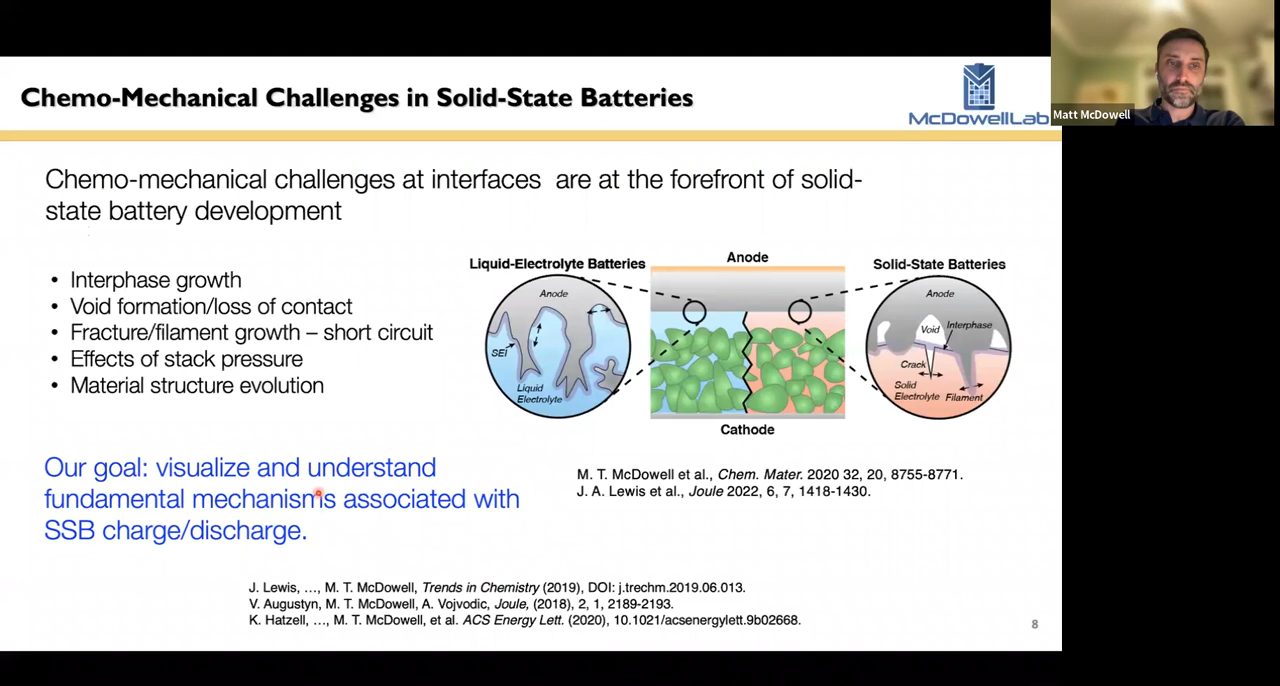 Chemo-Mechanical Challenges in Solid-State Batteries
McDowellLab
Matt McDowell
Chemo-mechanical challenges at interfaces are at the forefront of solid-
state battery development
• Interphase growth
• Void formation/loss of contact
• Fracture/filament growth – short circuit
• Effects of stack pressure
• Material structure evolution
Liquid-Electrolyte Batteries
Anode
SEI
Liquid
Electrolyte
Anode
Cathode
Solid-State Batteries
Anode
Void
Interphase
Crack
Solid
Electrolyte
Filament
Our goal: visualize and understand
fundamental mechanisms associated with
SSB charge/discharge.
M. T. McDowell et al., Chem. Mater. 2020 32, 20, 8755-8771.
J. A. Lewis et al., Joule 2022, 6, 7, 1418-1430.
J. Lewis, …, M. T. McDowell, Trends in Chemistry (2019), DOI: j.trechm.2019.06.013.
V. Augustyn, M. T. McDowell, A. Vojvodic, Joule, (2018), 2, 1, 2189-2193.
K. Hatzell, …, M. T. McDowell, et al. ACS Energy Lett. (2020), 10.1021/acsenergylett.9b02668.
8